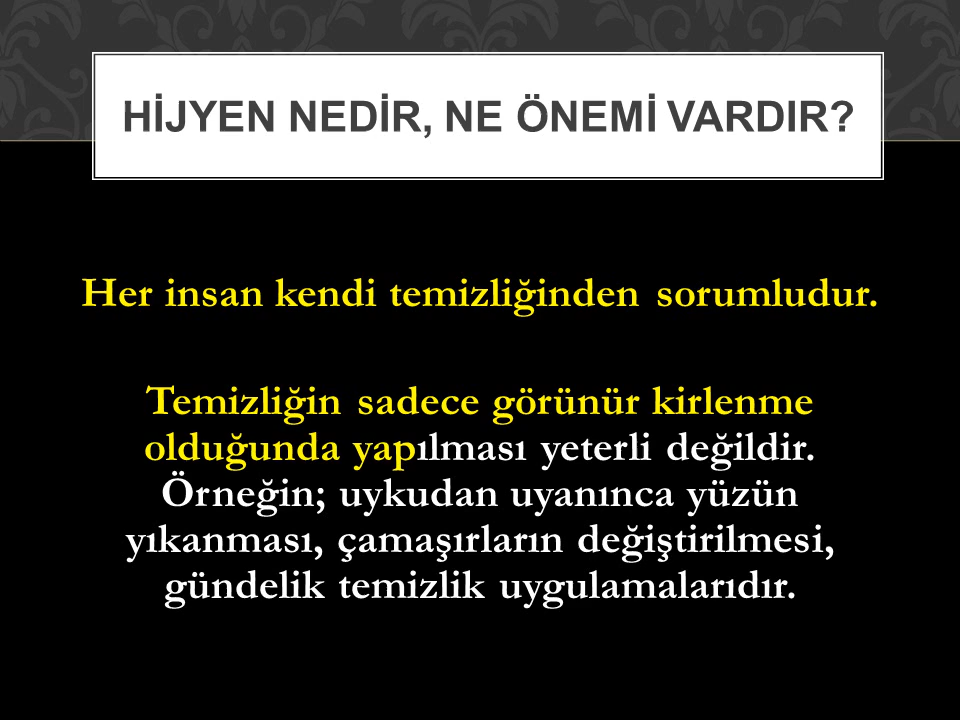 HİJYEN NEDİR, NE ÖNEMİ VARDIR?
Her insan kendi temizliğinden sorumludur.
Temizliğin sadece görünür kirlenme
olduğunda yapılması yeterli değildir.
Örneğin; uykudan uyanınca yüzün
yıkanması, çamaşırların değiştirilmesi,
gündelik temizlik uygulamalarıdır.